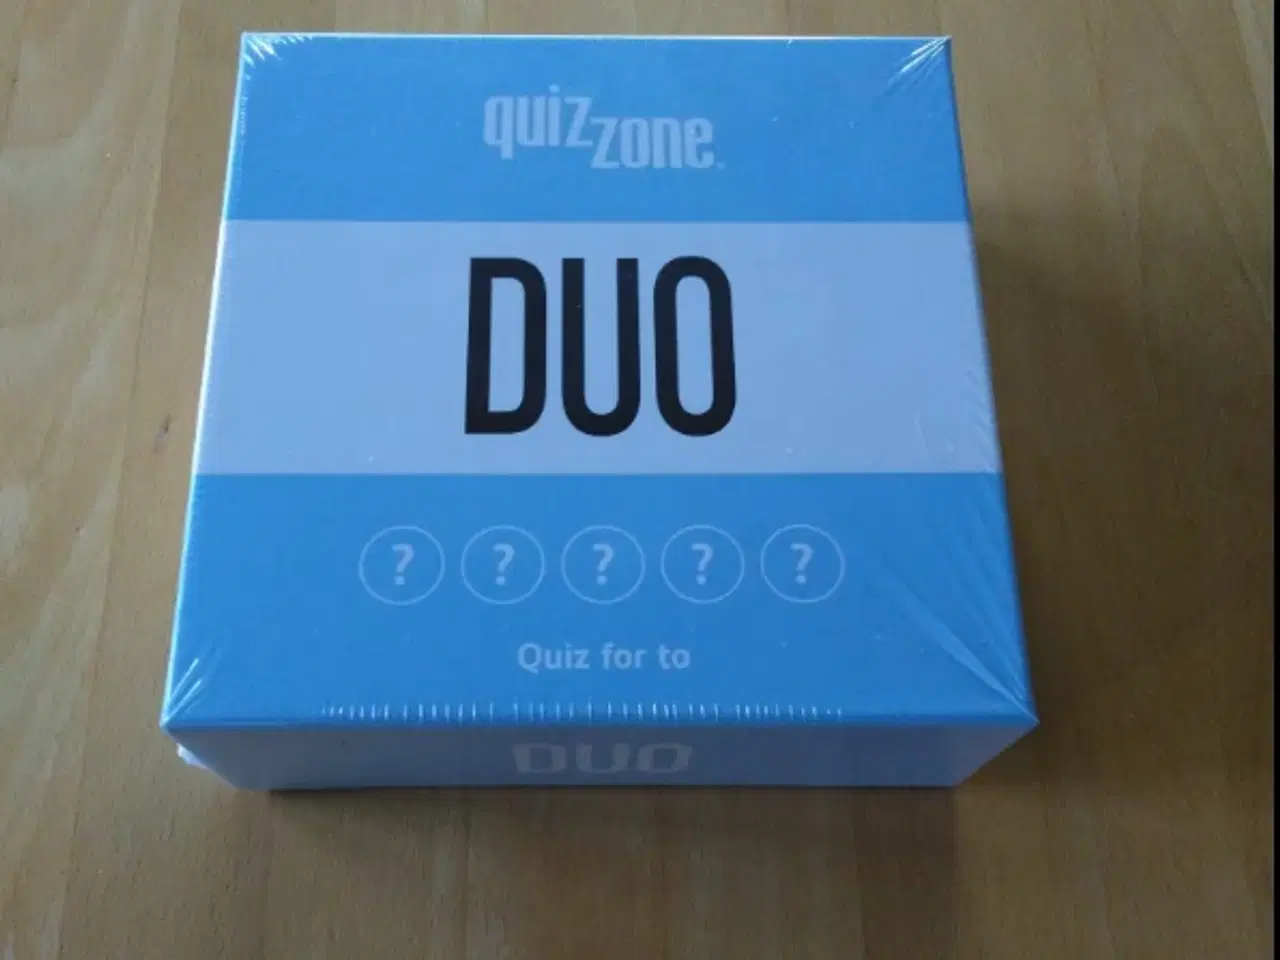 quizzone
DUO
? ? ? ? ?
Quiz for to
DUO